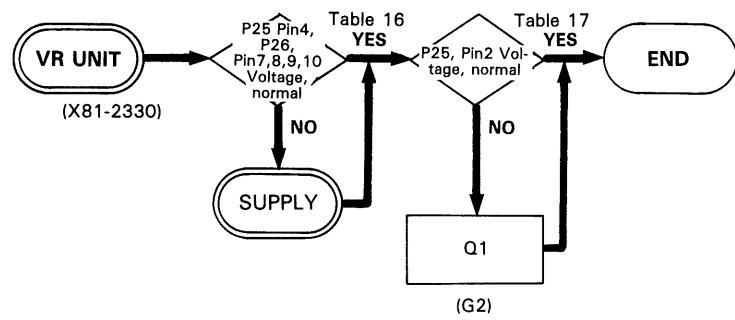 VR UNIT
(X81-2330)
P25 Pin4,
P26,
Pin7,8,9,10
Voltage,
normal
Table 16
YES
NO
SUPPLY
P25, Pin2 Vol-
tage, normal
Table 17
YES
NO
Q1
(G2)
END